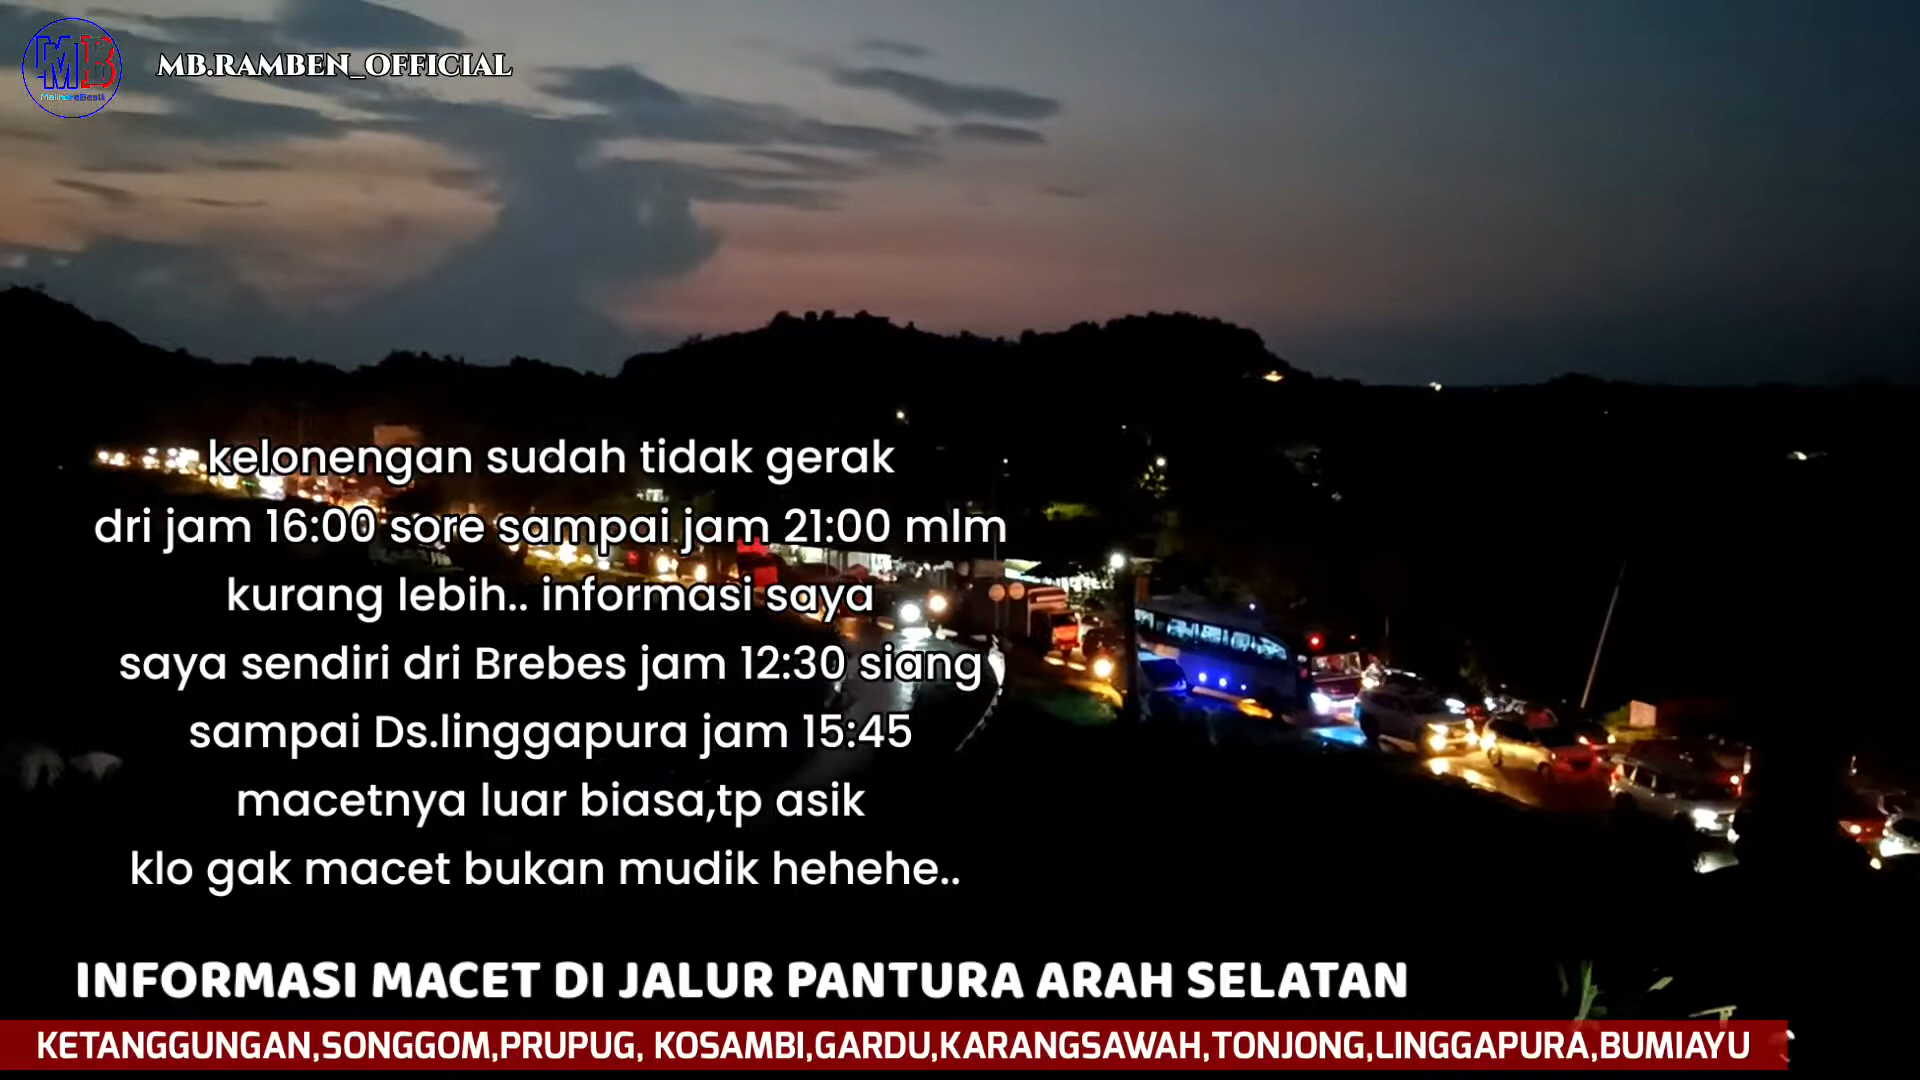 MB
MalindraBesti
MB.RAMBEN_OFFICIAL
kelonengan sudah tidak gerak
dri jam 16:00 sore sampai jam 21:00 mlm
kurang lebih.. informasi saya
saya sendiri dri Brebes jam 12:30 siang
sampai Ds.linggapura jam 15:45
macetnya luar biasa,tp asik
klo gak macet bukan mudik hehehe..
INFORMASI MACET DI JALUR PANTURA ARAH SELATAN
KETANGGUNGAN,SONGGOM,PRUPUG, KOSAMBI,GARDU,KARANGSAWAH,TONJONG,LINGGAPURA,BUMIAYU